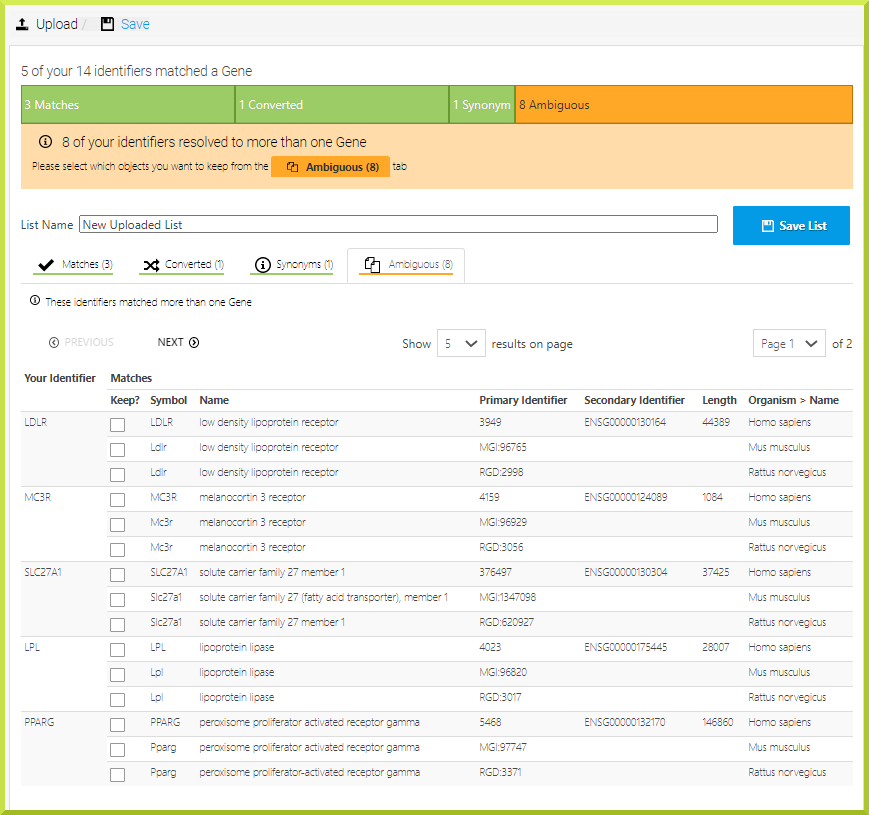 Upload / Save
5 of your 14 identifiers matched a Gene
3 Matches 1 Converted 1 Synonym 8 Ambiguous
8 of your identifiers resolved to more than one Gene
Please select which objects you want to keep from the Ambiguous (8) tab
List Name New Uploaded List Save List
Matches (3) Converted (1) Synonyms (1) Ambiguous (8)
These identifiers matched more than one Gene
PREVIOUS NEXT Show 5 results on page Page 1 of 2
Your Identifier Matches
Keep? Symbol Name Primary Identifier Secondary Identifier Length Organism > Name
LDLR LDLR low density lipoprotein receptor 3949 ENSG00000130164 44389 Homo sapiens
Ldlr low density lipoprotein receptor MGI:96765 Mus musculus
Ldlr low density lipoprotein receptor RGD:2998 Rattus norvegicus
MC3R MC3R melanocortin 3 receptor 4159 ENSG00000124089 1084 Homo sapiens
Mc3r melanocortin 3 receptor MGI:96929 Mus musculus
Mc3r melanocortin 3 receptor RGD:3056 Rattus norvegicus
SLC27A1 SLC27A1 solute carrier family 27 member 1 376497 ENSG00000130304 37425 Homo sapiens
Slc27a1 solute carrier family 27 (fatty acid transporter), member 1 MGI:1347098 Mus musculus
Slc27a1 solute carrier family 27 member 1 RGD:620927 Rattus norvegicus
LPL LPL lipoprotein lipase 4023 ENSG00000175445 28007 Homo sapiens
Lpl lipoprotein lipase MGI:96820 Mus musculus
Lpl lipoprotein lipase RGD:3017 Rattus norvegicus
PPARG PPARG peroxisome proliferator activated receptor gamma 5468 ENSG00000132170 146860 Homo sapiens
Pparg peroxisome proliferator activated receptor gamma MGI:97747 Mus musculus
Pparg peroxisome proliferator-activated receptor gamma RGD:3371 Rattus norvegicus